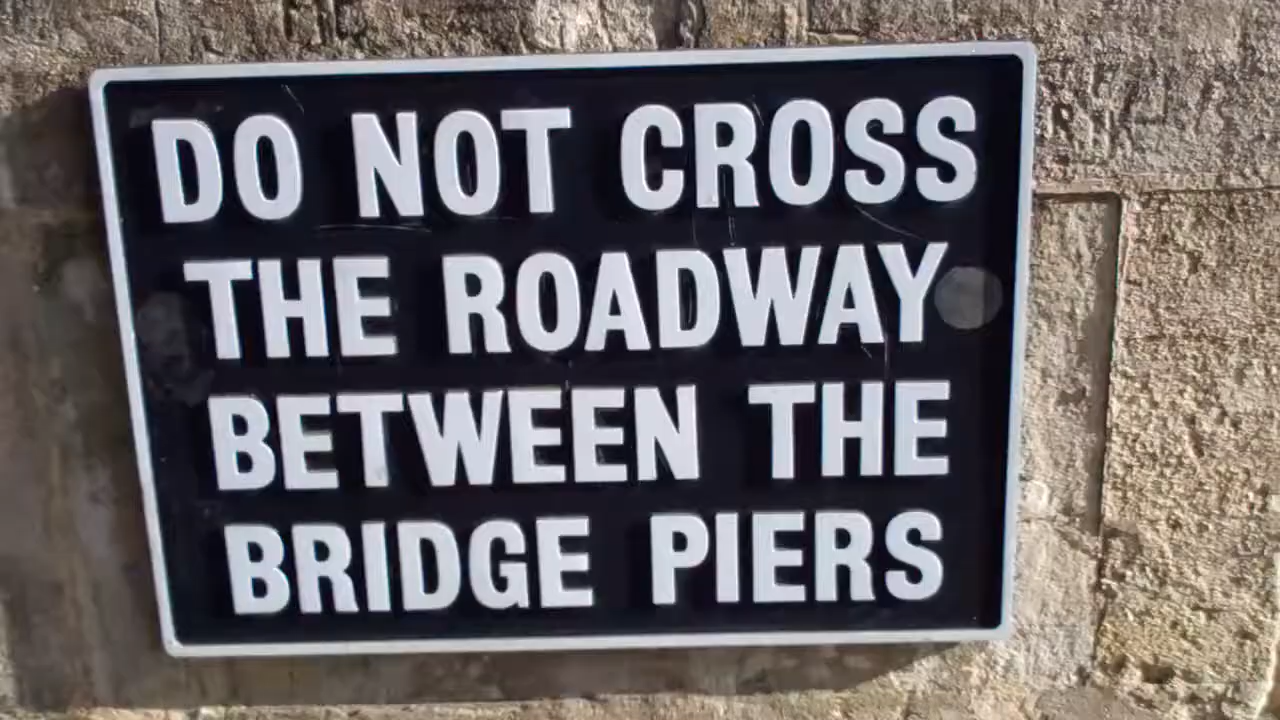 DO NOT CROSS
THE ROADWAY
BETWEEN THE
BRIDGE PIERS